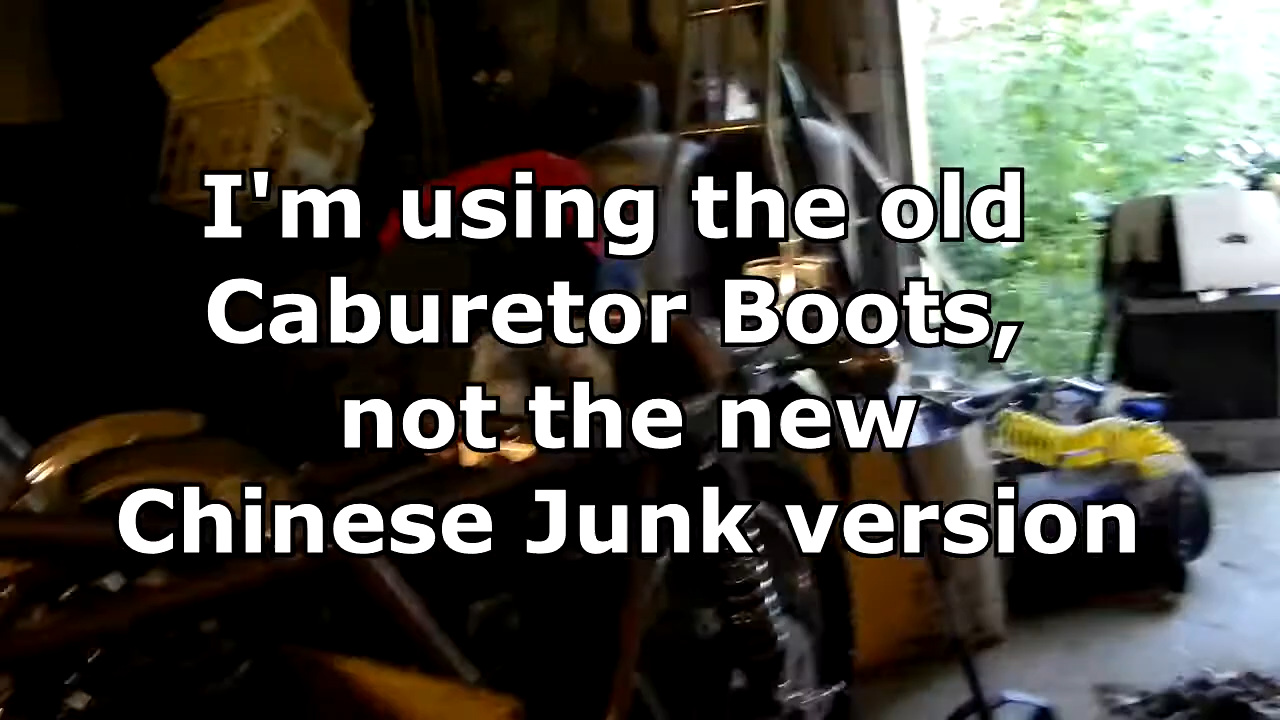 I'm using the old
Caburetor Boots,
not the new
Chinese Junk version